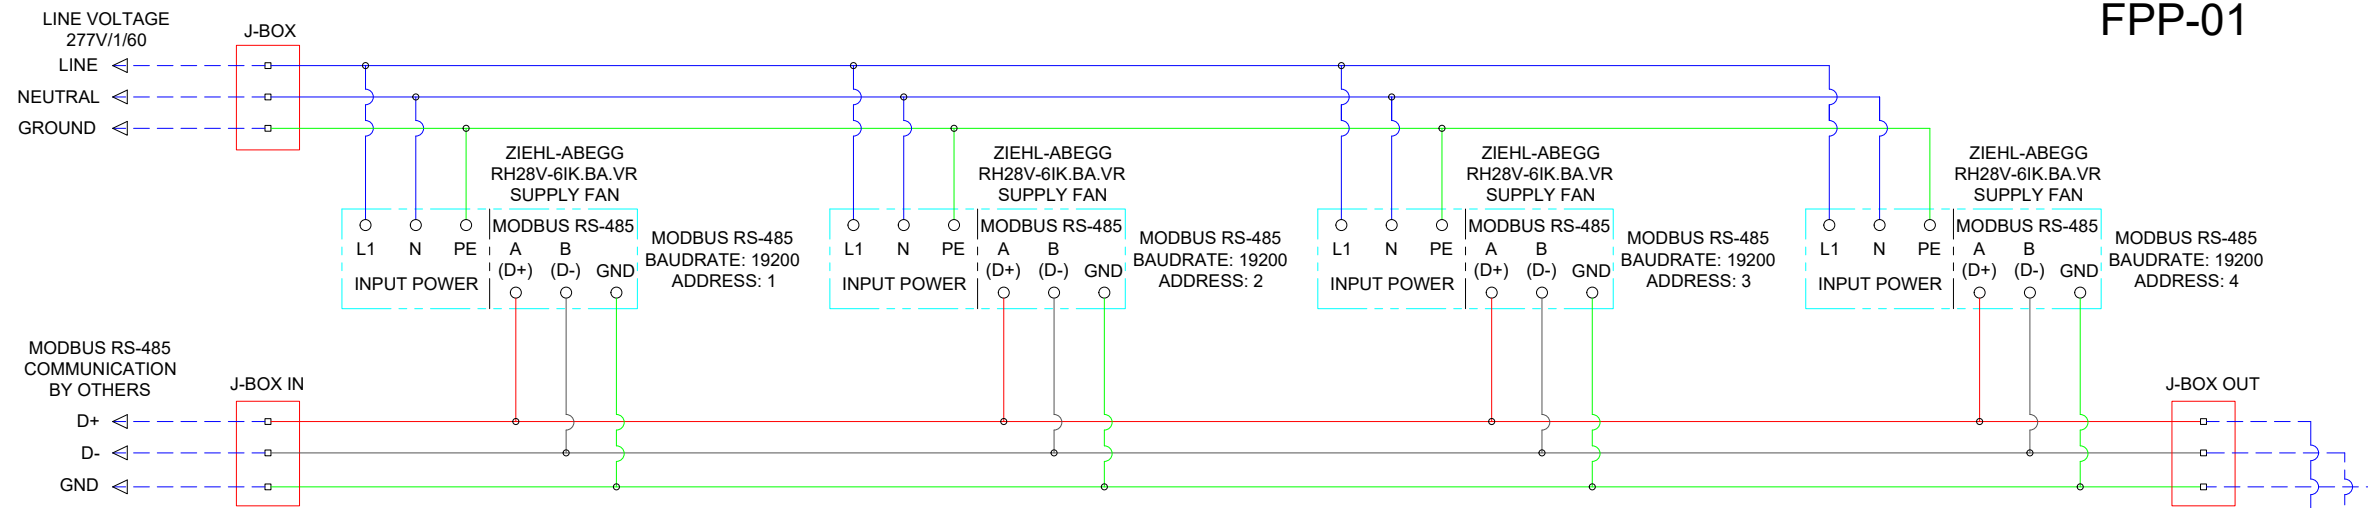 FPP-01
LINE VOLTAGE
277V/1/60
J-BOX
LINE
NEUTRAL
GROUND
ZIEHL-ABEGG
RH28V-6IK.BA.VR
SUPPLY FAN
L1 N PE
INPUT POWER
MODBUS RS-485
A B
(D+) (D-) GND
MODBUS RS-485
BAUDRATE: 19200
ADDRESS: 1
ZIEHL-ABEGG
RH28V-6IK.BA.VR
SUPPLY FAN
L1 N PE
INPUT POWER
MODBUS RS-485
A B
(D+) (D-) GND
MODBUS RS-485
BAUDRATE: 19200
ADDRESS: 2
ZIEHL-ABEGG
RH28V-6IK.BA.VR
SUPPLY FAN
L1 N PE
INPUT POWER
MODBUS RS-485
A B
(D+) (D-) GND
MODBUS RS-485
BAUDRATE: 19200
ADDRESS: 3
ZIEHL-ABEGG
RH28V-6IK.BA.VR
SUPPLY FAN
L1 N PE
INPUT POWER
MODBUS RS-485
A B
(D+) (D-) GND
MODBUS RS-485
BAUDRATE: 19200
ADDRESS: 4
MODBUS RS-485
COMMUNICATION
BY OTHERS
J-BOX IN
J-BOX OUT
D+
D-
GND